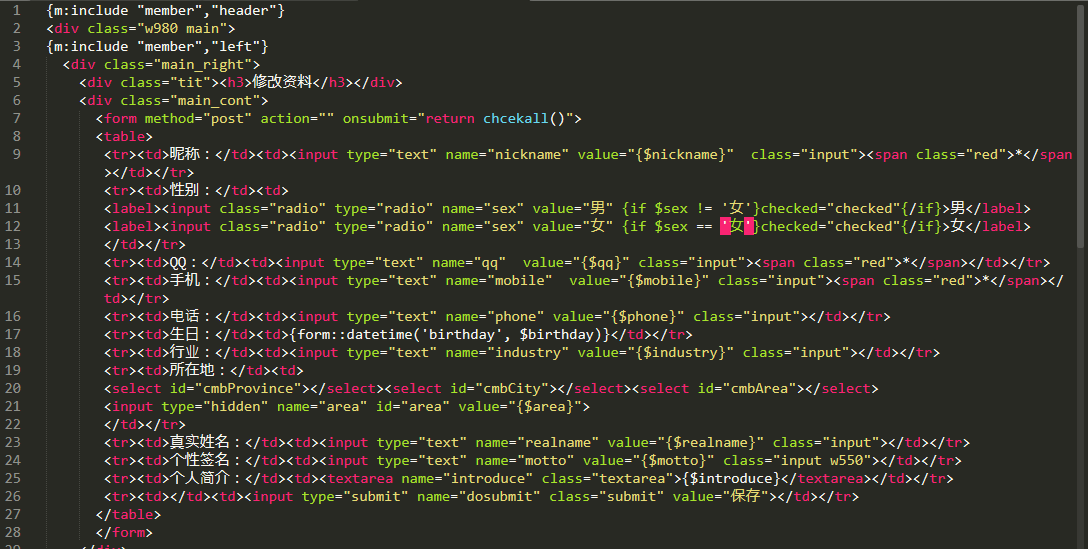 1 {m:include "member","header"}
2 <div class="w980 main">
3 {m:include "member","left"}
4 <div class="main_right">
5 <div class="tit"><h3>修改资料</h3></div>
6 <div class="main_cont">
7 <form method="post" action="" onsubmit="return chcekall()">
8 <table>
9 <tr><td>昵称：</td><td><input type="text" name="nickname" value="{$nickname}"  class="input"><span class="red">*</span
></td></tr>
10 <tr><td>性别：</td><td>
11 <label><input class="radio" type="radio" name="sex" value="男" {if $sex != '女'}checked="checked"{/if}>男</label>
12 <label><input class="radio" type="radio" name="sex" value="女" {if $sex == '女'}checked="checked"{/if}>女</label>
13 </td></tr>
14 <tr><td>QQ：</td><td><input type="text" name="qq"  value="{$qq}" class="input"><span class="red">*</span></td></tr>
15 <tr><td>手机：</td><td><input type="text" name="mobile"  value="{$mobile}" class="input"><span class="red">*</span></
td></tr>
16 <tr><td>电话：</td><td><input type="text" name="phone" value="{$phone}" class="input"></td></tr>
17 <tr><td>生日：</td><td>{form::datetime('birthday', $birthday)}</td></tr>
18 <tr><td>行业：</td><td><input type="text" name="industry" value="{$industry}" class="input"></td></tr>
19 <tr><td>所在地：</td><td>
20 <select id="cmbProvince"></select><select id="cmbCity"></select><select id="cmbArea"></select>
21 <input type="hidden" name="area" id="area" value="{$area}">
22 </td></tr>
23 <tr><td>真实姓名：</td><td><input type="text" name="realname" value="{$realname}" class="input"></td></tr>
24 <tr><td>个性签名：</td><td><input type="text" name="motto" value="{$motto}" class="input w550"></td></tr>
25 <tr><td>个人简介：</td><td><textarea name="introduce" class="textarea">{$introduce}</textarea></td></tr>
26 <tr><td></td><td><input type="submit" name="dosubmit" class="submit" value="保存"></td></tr>
27 </table>
28 </form>
29 </div>